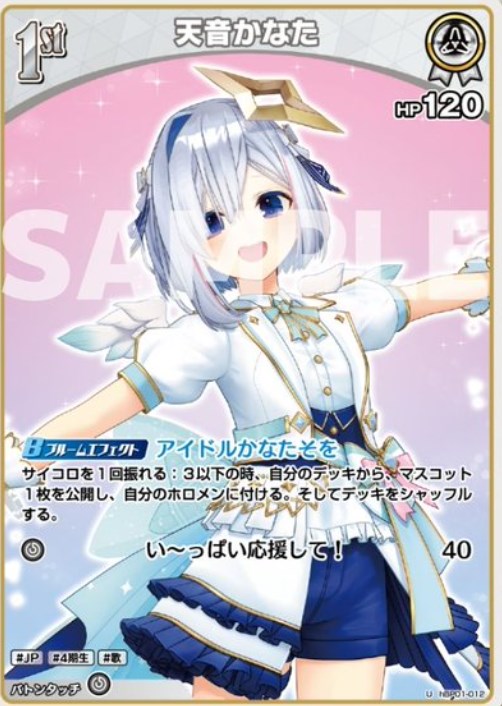 1st
天音かなた
HP120
SAMPLE
Bブルームエフェクト アイドルかなたそを
サイコロを1回振れる:3以下の時、自分のデッキから、マスコット
1枚を公開し、自分のホロメンに付ける。そしてデッキをシャッフル
する。
い〜っぱい応援して! 40
#JP #4期生 #歌
バトンタッチ
U hBP01-012